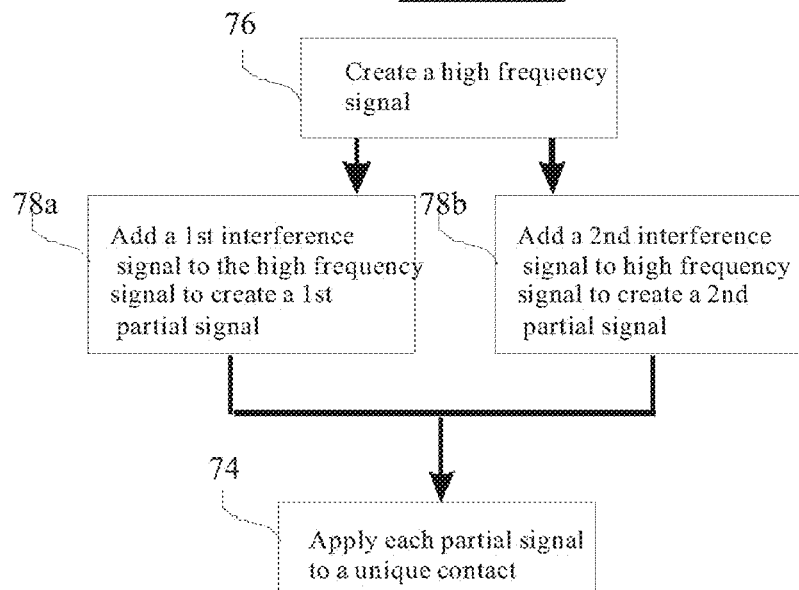 76
Create a high frequency
signal
78a
Add a 1st interference
signal to the high frequency
signal to create a 1st
partial signal
78b
Add a 2nd interference
signal to high frequency
signal to create a 2nd
partial signal
74
Apply each partial signal
to a unique contact